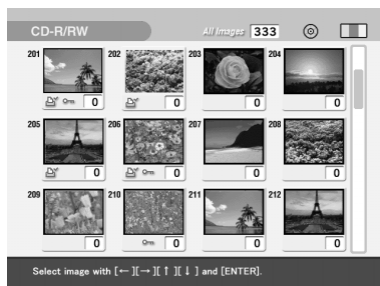 CD-R/RW All Images 333
201 202 203 204
0 0 0 0
205 206 207 208
0 0 0 0
209 210 211 212
0 0 0 0
Select image with [←][→][↑][↓] and [ENTER].